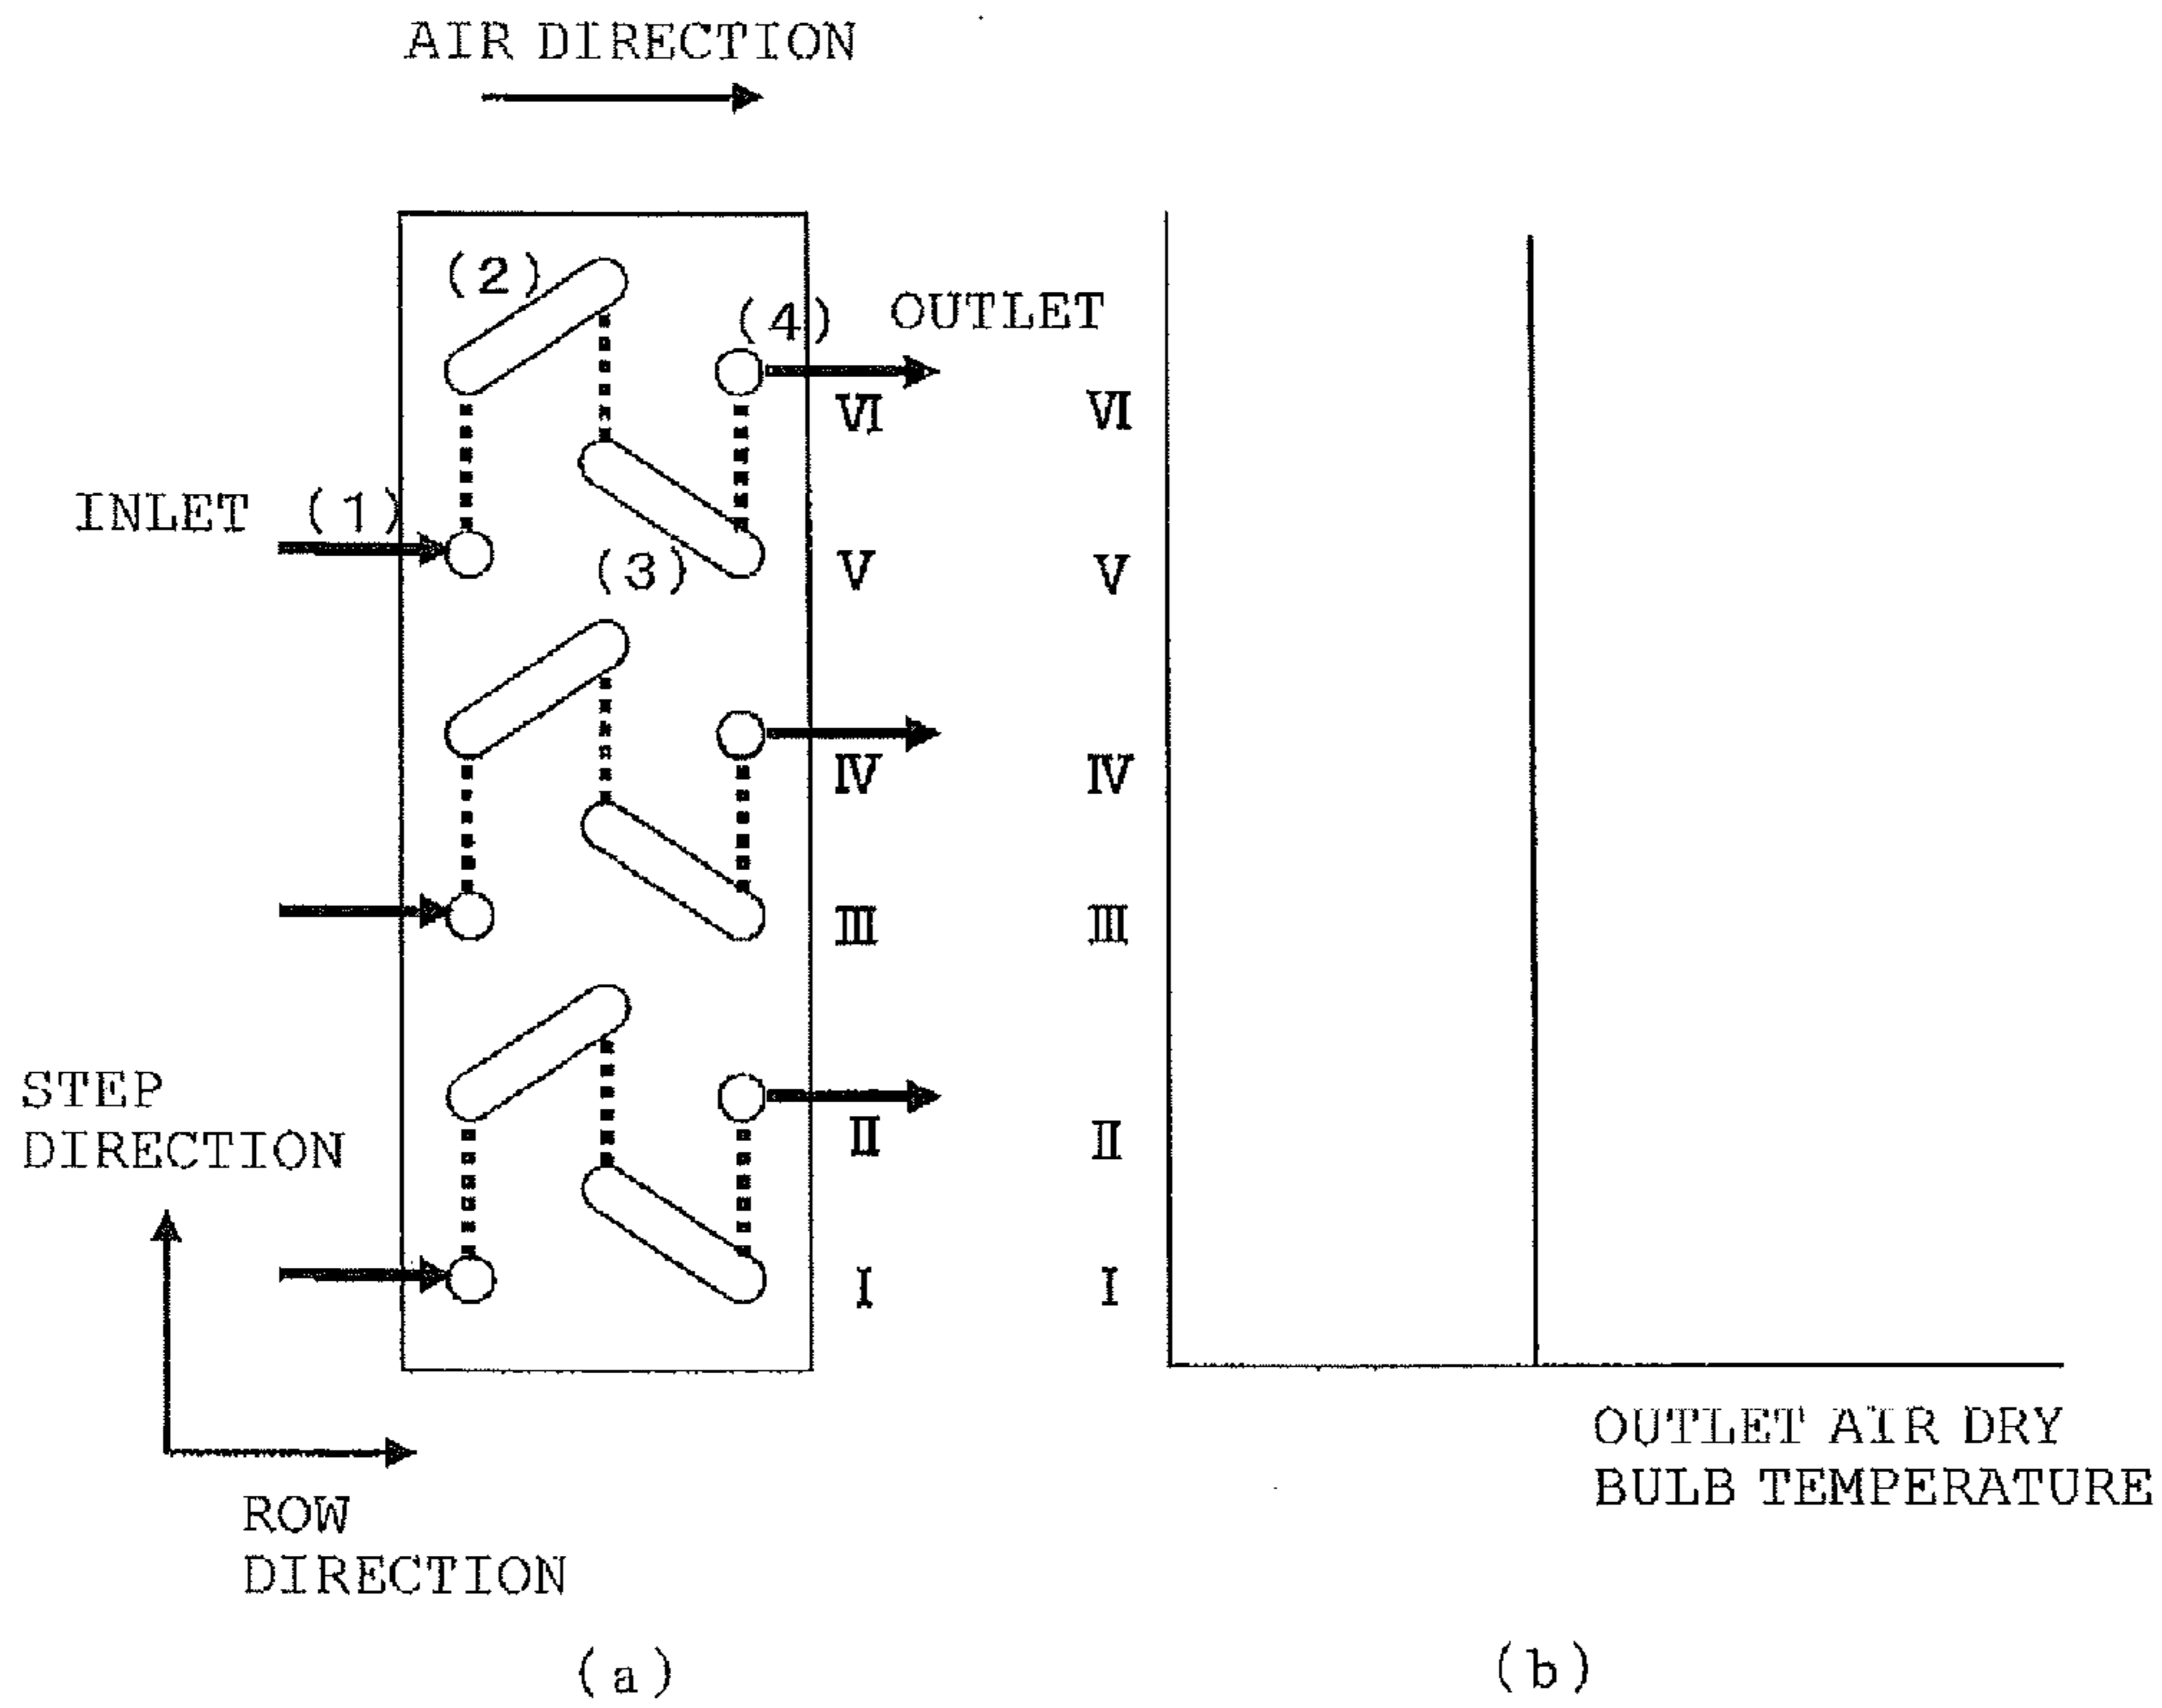 AIR DIRECTION
(2)
(4)
OUTLET
Ⅵ
Ⅵ
INLET
(1)
(3)
Ⅴ
Ⅴ
Ⅳ
Ⅳ
Ⅲ
Ⅲ
STEP
DIRECTION
Ⅱ
Ⅱ
Ⅰ
Ⅰ
ROW
DIRECTION
OUTLET AIR DRY
BULB TEMPERATURE
(a)
(b)